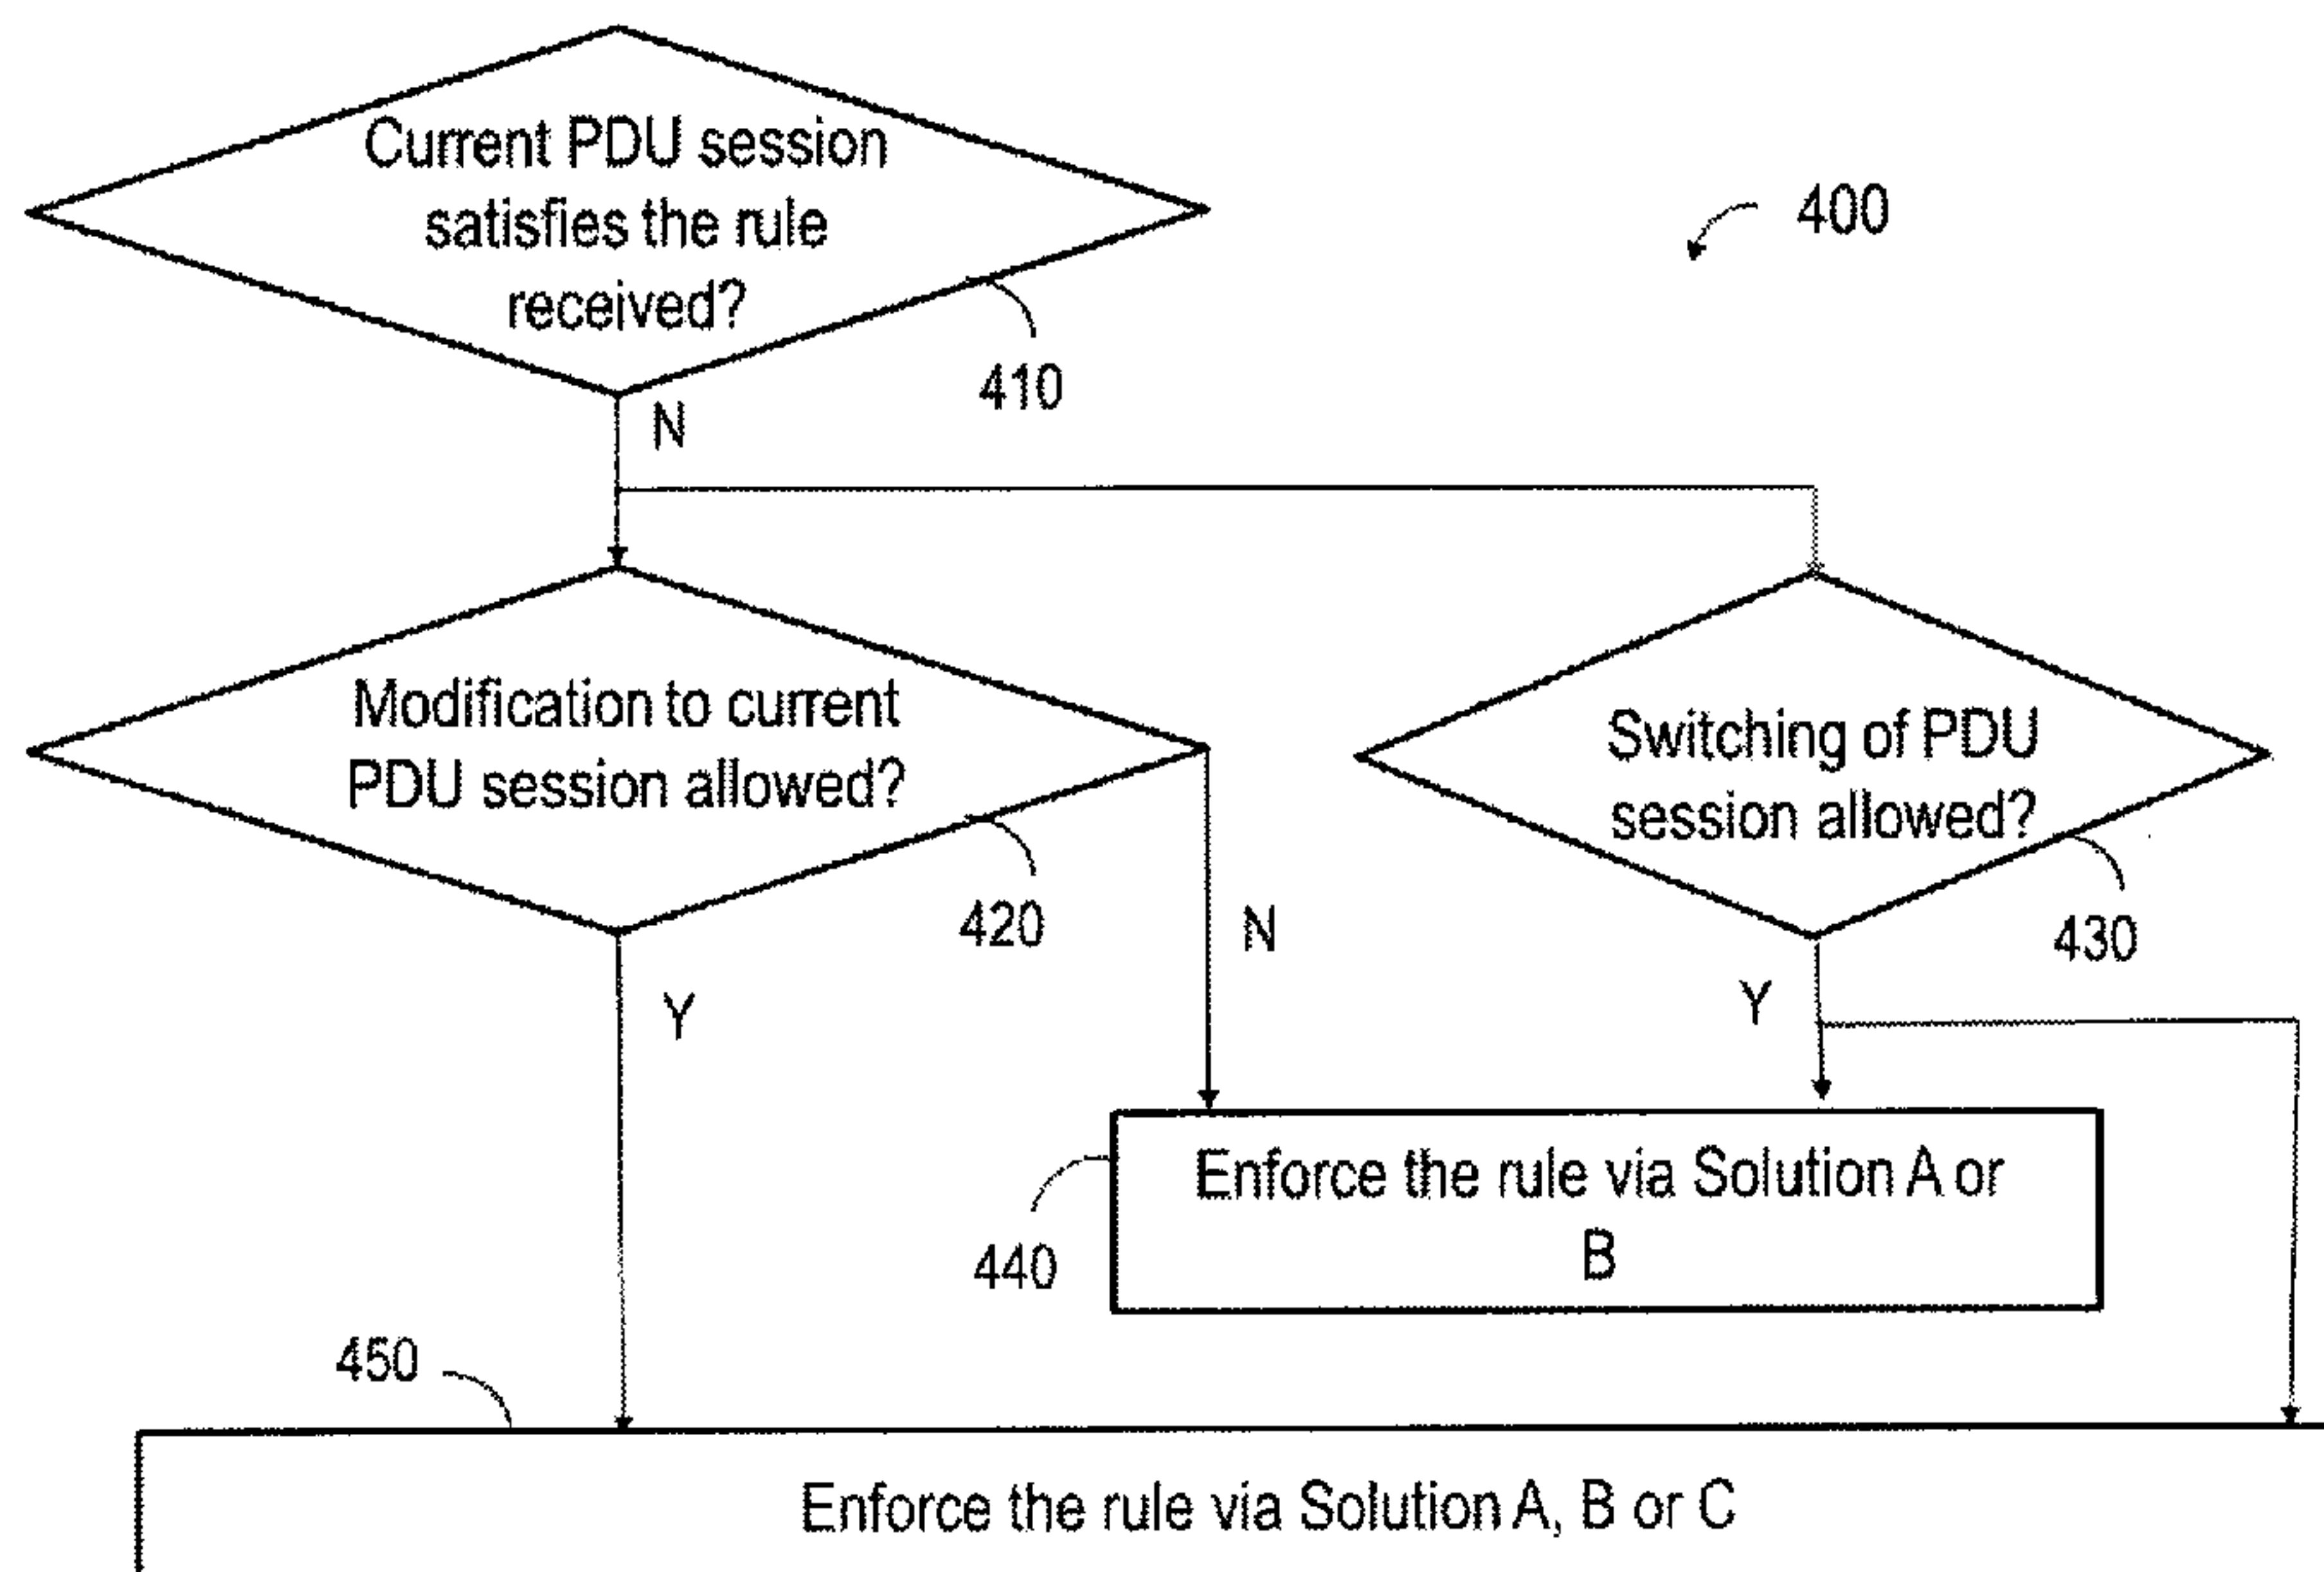 Current PDU session
satisfies the rule
received?
400
410
N
Modification to current
PDU session allowed?
Switching of PDU
session allowed?
420
N
430
Y
Y
Enforce the rule via Solution A or
B
440
450
Enforce the rule via Solution A, B or C